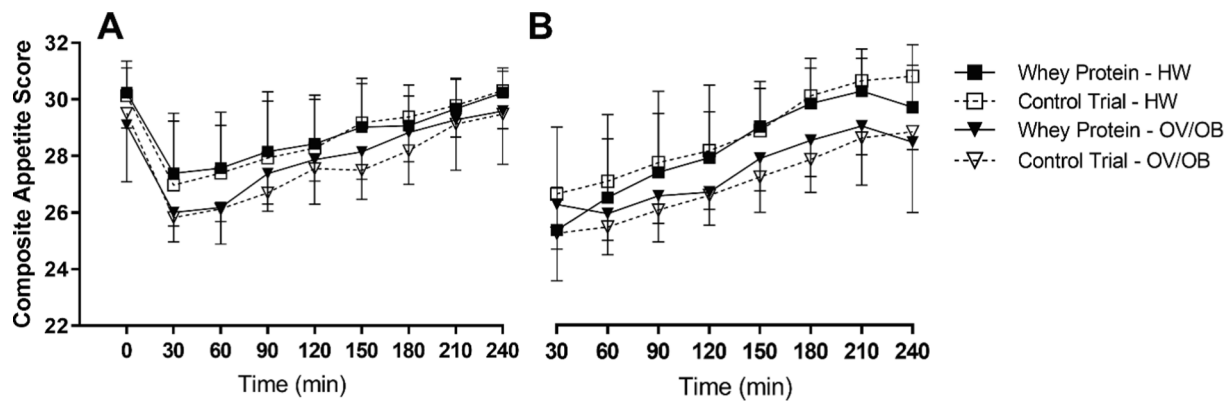 A
B
Composite Appetite Score
32
30
28
26
24
22
0 30 60 90 120 150 180 210 240
Time (min)
30 60 90 120 150 180 210 240
Time (min)
Whey Protein - HW
Control Trial - HW
Whey Protein - OV/OB
Control Trial - OV/OB